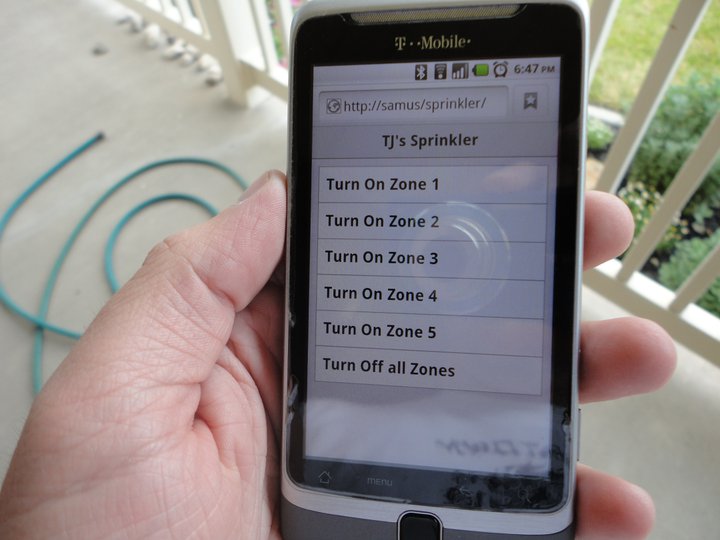 T··Mobile·
6:47 PM
http://samus/sprinkler/
TJ's Sprinkler
Turn On Zone 1
Turn On Zone 2
Turn On Zone 3
Turn On Zone 4
Turn On Zone 5
Turn Off all Zones
MENU